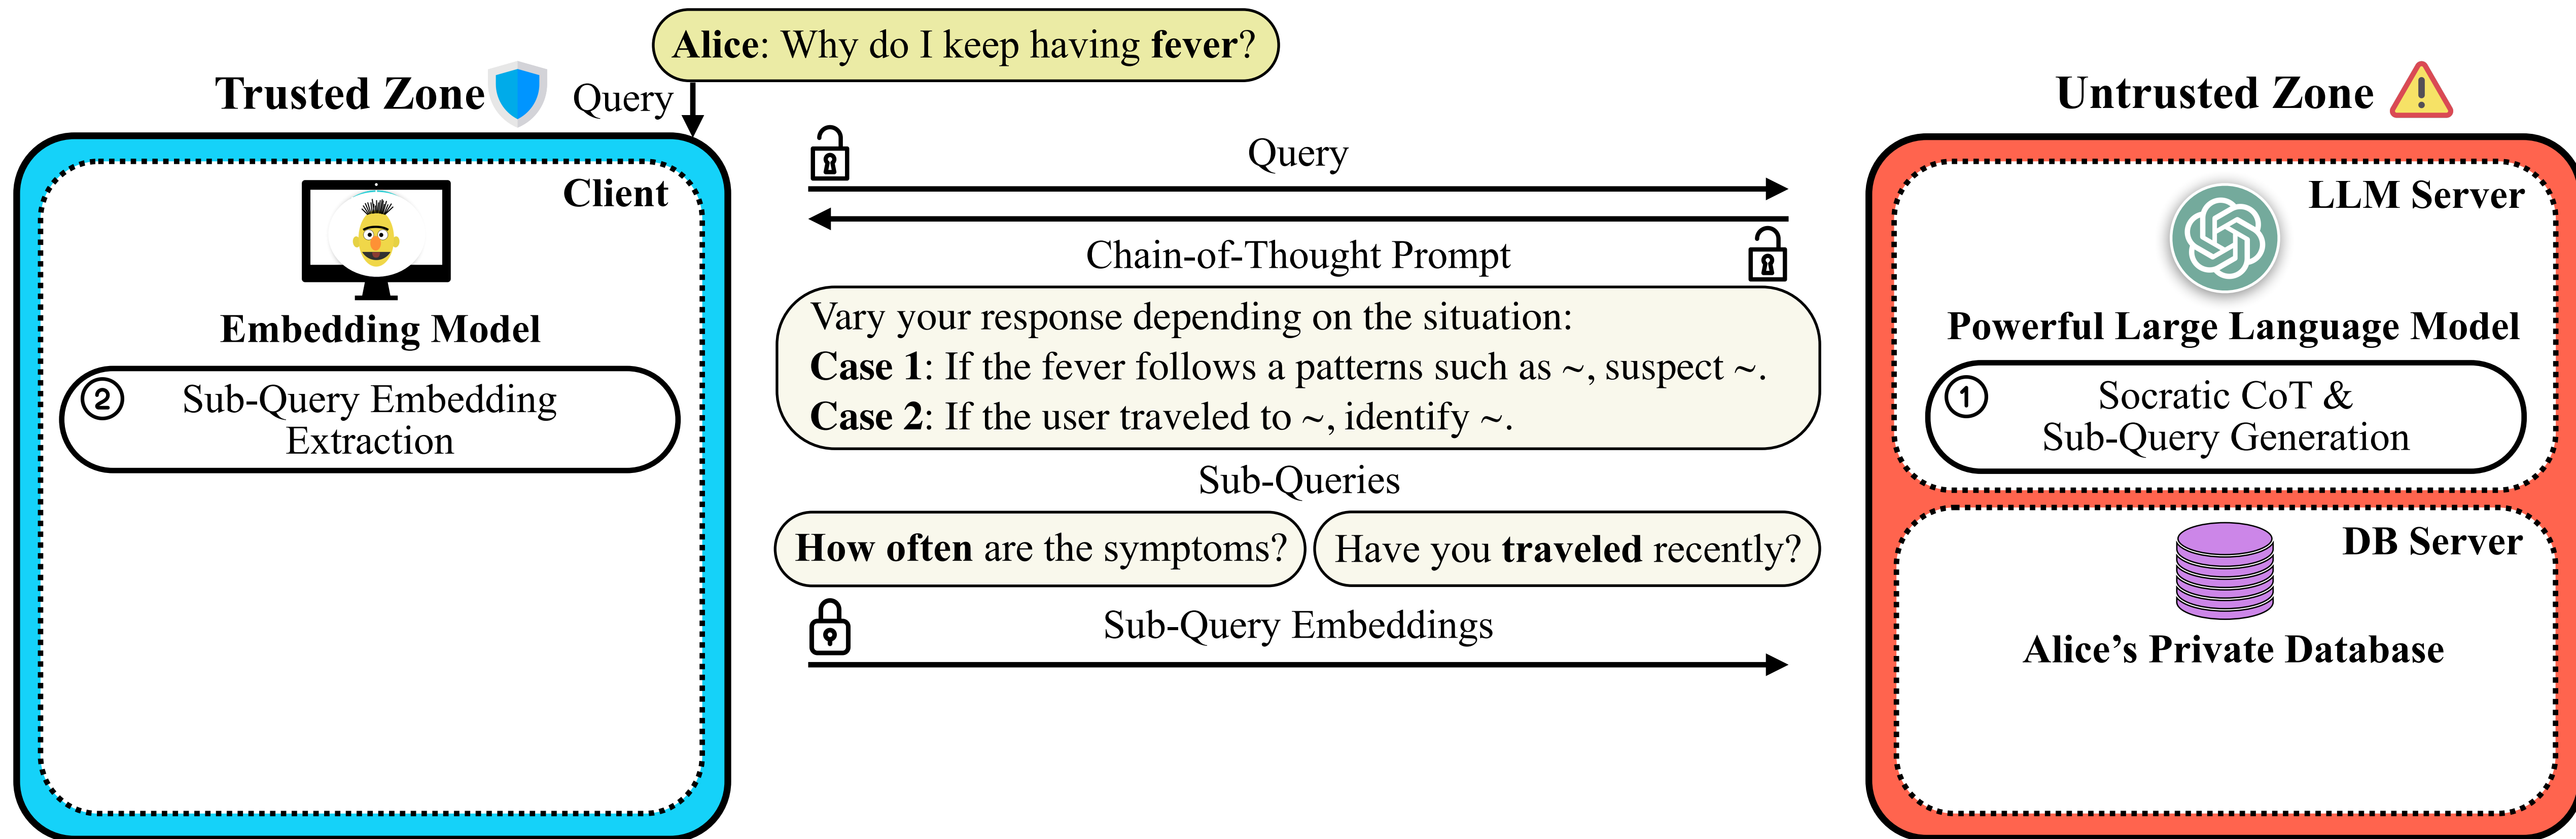 Alice: Why do I keep having fever?
Trusted Zone
Query
Untrusted Zone
Client
Embedding Model
2
Sub-Query Embedding
Extraction
Query
Chain-of-Thought Prompt
Vary your response depending on the situation:
Case 1: If the fever follows a patterns such as ~, suspect ~.
Case 2: If the user traveled to ~, identify ~.
Sub-Queries
How often are the symptoms?
Have you traveled recently?
Sub-Query Embeddings
LLM Server
Powerful Large Language Model
1
Socratic CoT &
Sub-Query Generation
DB Server
Alice’s Private Database